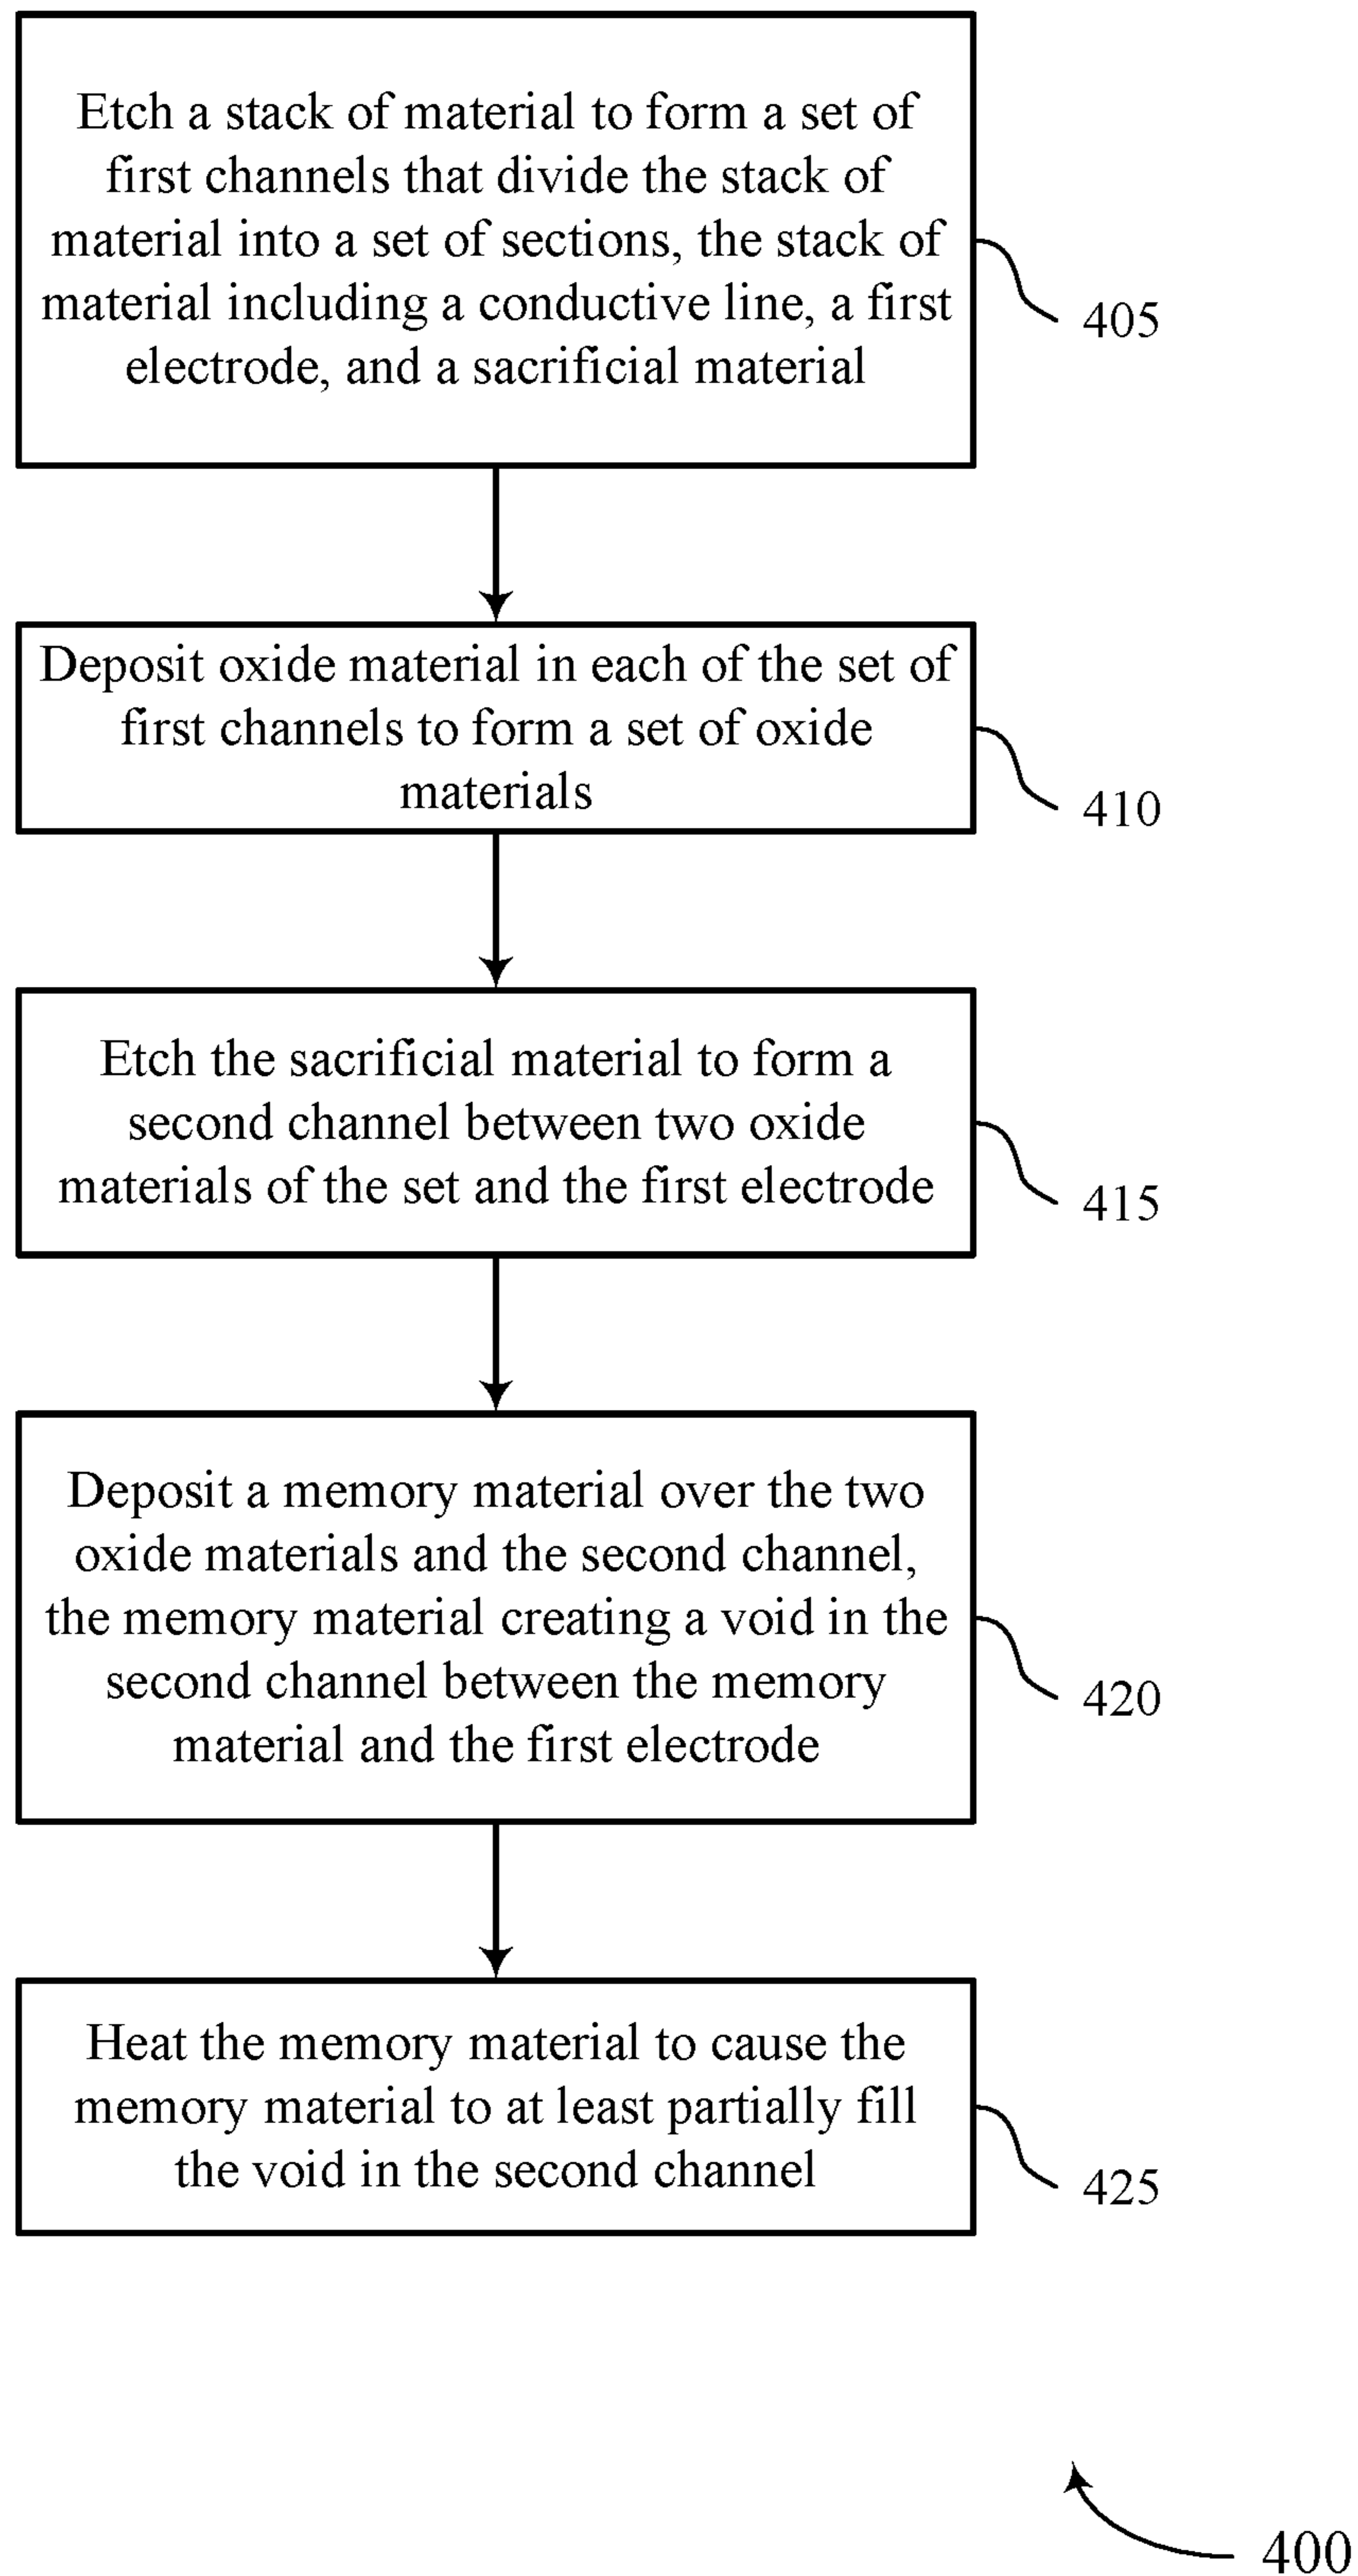 Etch a stack of material to form a set of
first channels that divide the stack of
material into a set of sections, the stack of
material including a conductive line, a first
electrode, and a sacrificial material
405
Deposit oxide material in each of the set of
first channels to form a set of oxide
materials
410
Etch the sacrificial material to form a
second channel between two oxide
materials of the set and the first electrode
415
Deposit a memory material over the two
oxide materials and the second channel,
the memory material creating a void in the
second channel between the memory
material and the first electrode
420
Heat the memory material to cause the
memory material to at least partially fill
the void in the second channel
425
400